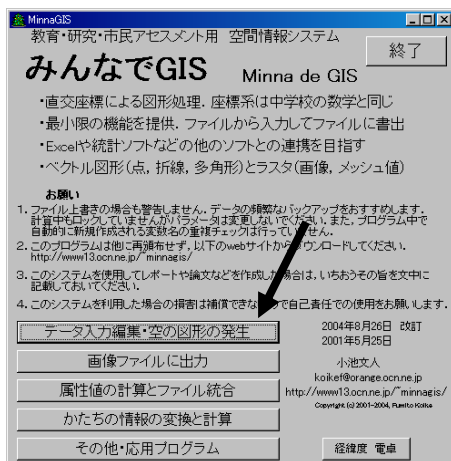 MinnaGIS
教育・研究・市民アセスメント用 空間情報システム
終了
みんなでGIS Minna de GIS
・直交座標による図形処理. 座標系は中学校の数学と同じ
・最小限の機能を提供. ファイルから入力してファイルに書出
・Excelや統計ソフトなどの他のソフトとの連携を目指す
・ベクトル図形(点, 折線, 多角形)とラスタ(画像, メッシュ値)
お願い
1. ファイル上書きの場合も警告しません. データの頻繁なバックアップをおすすめします.
計算中もロックしていませんがパラメータは変更しないでください. また, プログラム中で
自動的に新規作成される変数名の重複チェックは行っていません.
2. このプログラムは他に再頒布せず, 以下のwebサイトからダウンロードしてください.
http://www13.ocn.ne.jp/~minnagis/
3. このシステムを使用してレポートや論文などを作成した場合は, いちおうその旨を文中に
記載しておいてください.
4. このシステムを利用した場合の損害は補償できないので自己責任での使用をお願いします.
データ入力編集・空の図形の発生
画像ファイルに出力
属性値の計算とファイル統合
かたちの情報の変換と計算
その他・応用プログラム
2004年8月26日 改訂
2001年5月25日
小池文人
koikef@orange.ocn.ne.jp
http://www13.ocn.ne.jp/~minnagis/
Copyright (c) 2001-2004, Fumito Koike
経緯度 電卓